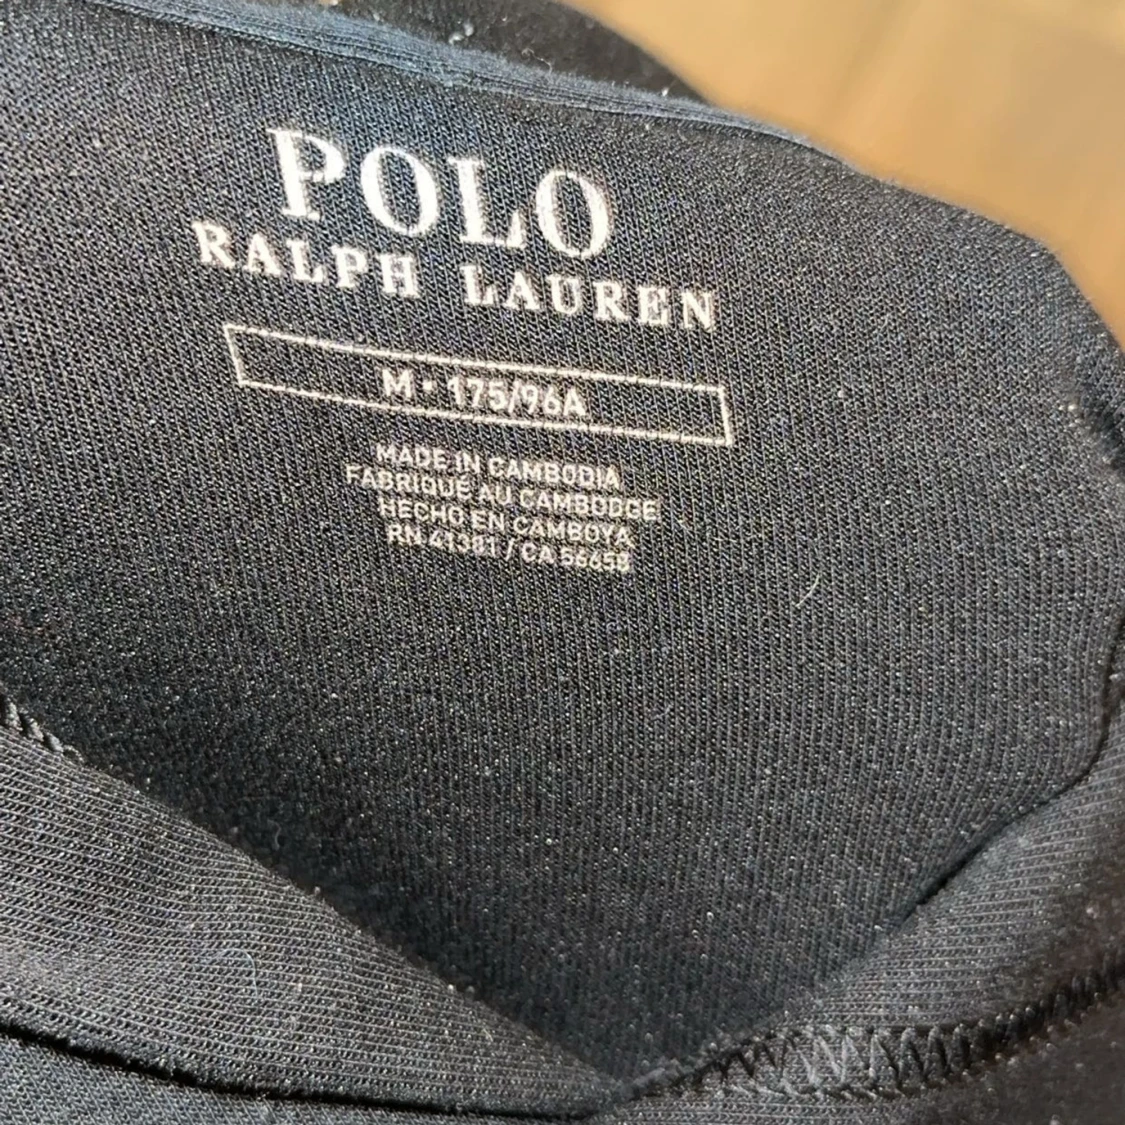 POLO
RALPH LAUREN
M • 175/96A
MADE IN CAMBODIA
FABRIQUÉ AU CAMBODGE
HECHO EN CAMBOYA
RN 41381 / CA 56658